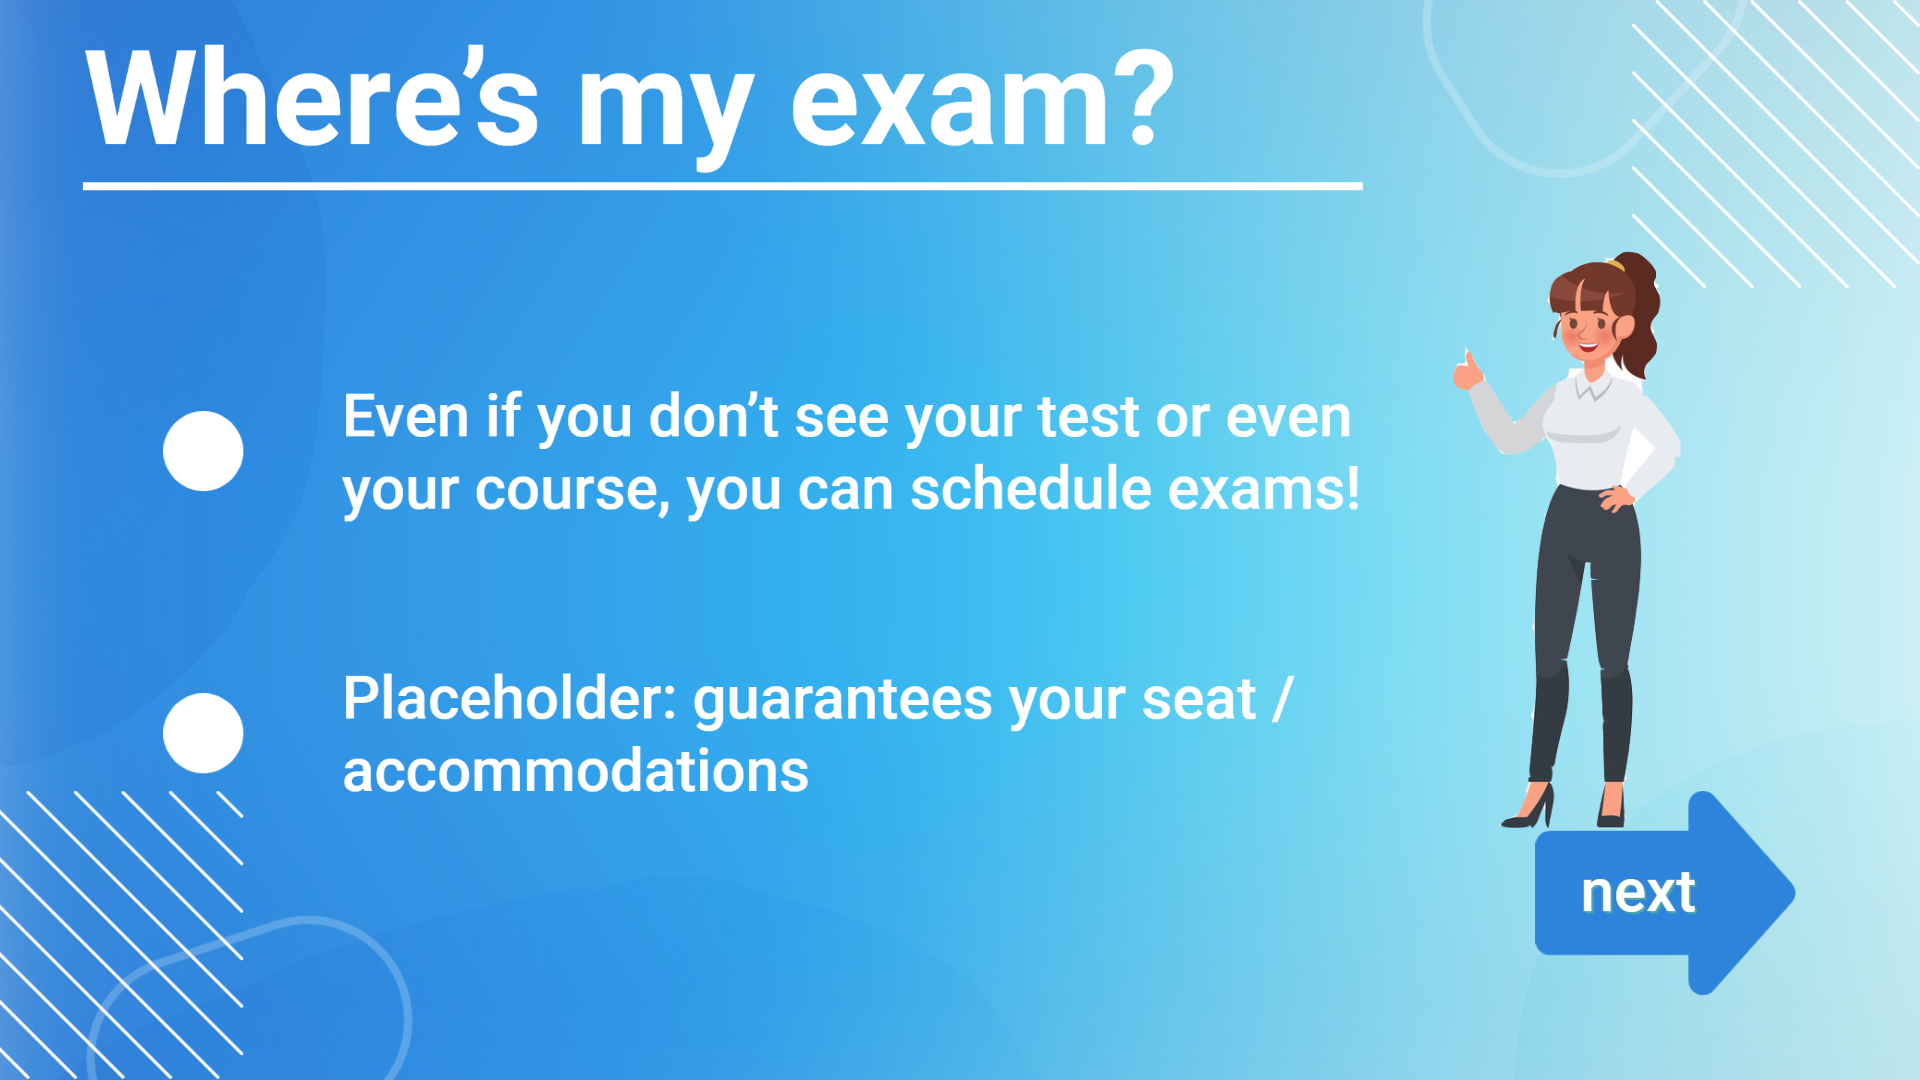 Where’s my exam?
Even if you don’t see your test or even
your course, you can schedule exams!
Placeholder: guarantees your seat /
accommodations
next